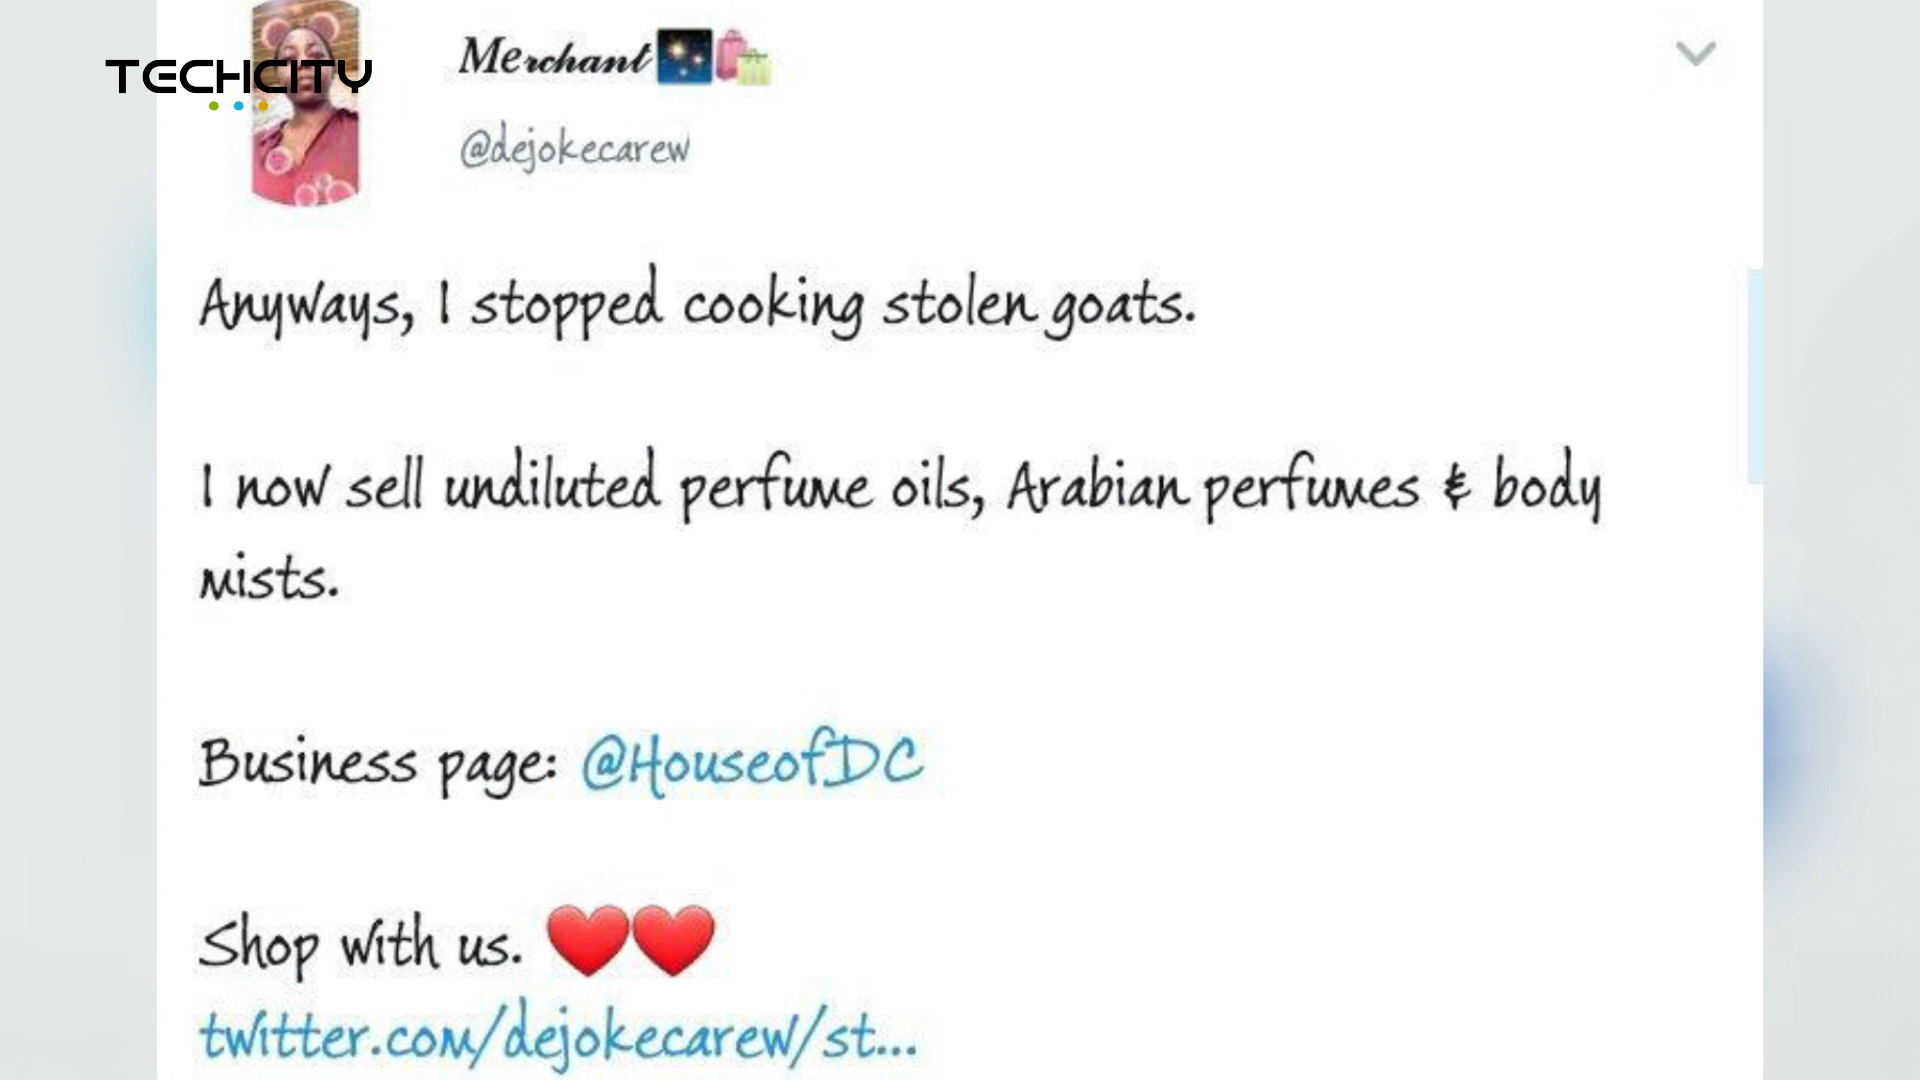 TECHCITY
Merchant
@dejokecarew
Anyways, I stopped cooking stolen goats.
I now sell undiluted perfume oils, Arabian perfumes & body
mists.
Business page: @HouseofDC
Shop with us. ❤️❤️
twitter.com/dejokecarew/st...